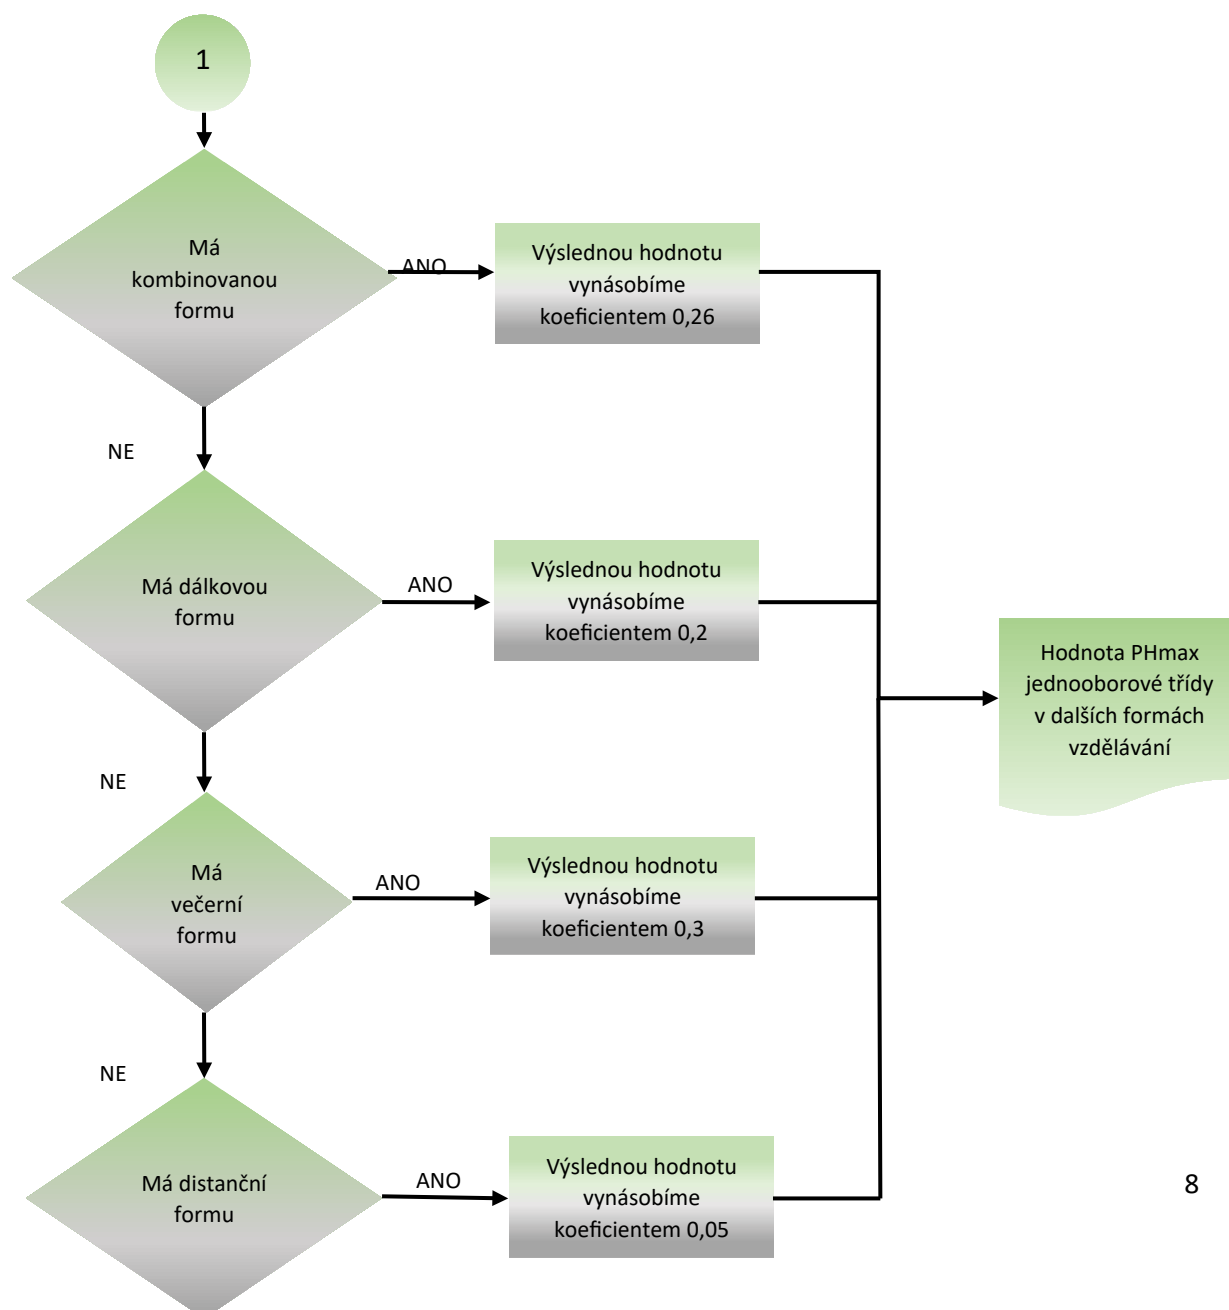 1
Má
kombinovanou
formu
ANO
Výslednou hodnotu
vynásobíme
koeficientem 0,26
NE
Má dálkovou
formu
ANO
Výslednou hodnotu
vynásobíme
koeficientem 0,2
Hodnota PHmax
jednooborové třídy
v dalších formách
vzdělávání
NE
Má
večerní
formu
ANO
Výslednou hodnotu
vynásobíme
koeficientem 0,3
NE
Má distanční
formu
ANO
Výslednou hodnotu
vynásobíme
koeficientem 0,05
8